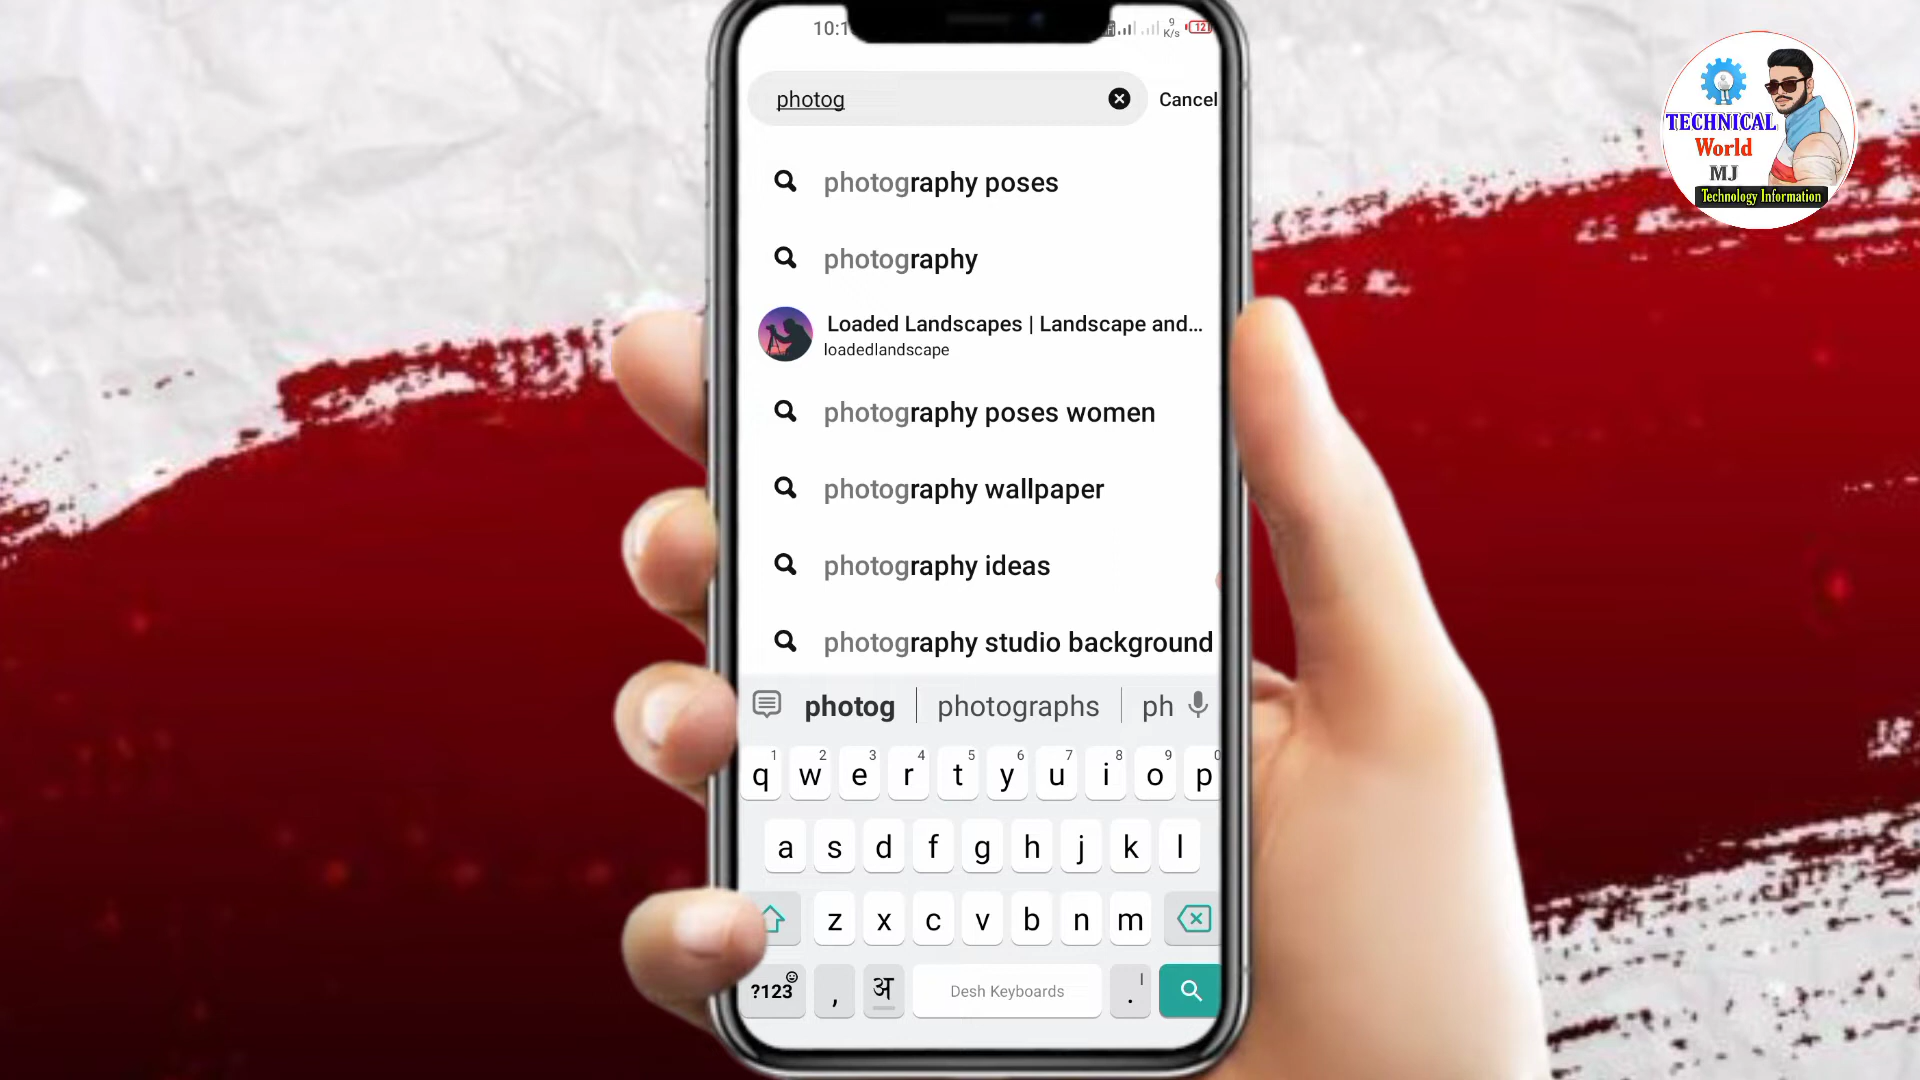 10:1
9
K/s
12
photog
Cancel
photography poses
photography
Loaded Landscapes | Landscape and...
loadedlandscape
photography poses women
photography wallpaper
photography ideas
photography studio background
photog photographs ph
1 2 3 4 5 6 7 8 9 0
q w e r t y u i o p
a s d f g h j k l
z x c v b n m
?123 , अ Desh Keyboards .
TECHNICAL
World
MJ
Technology Information